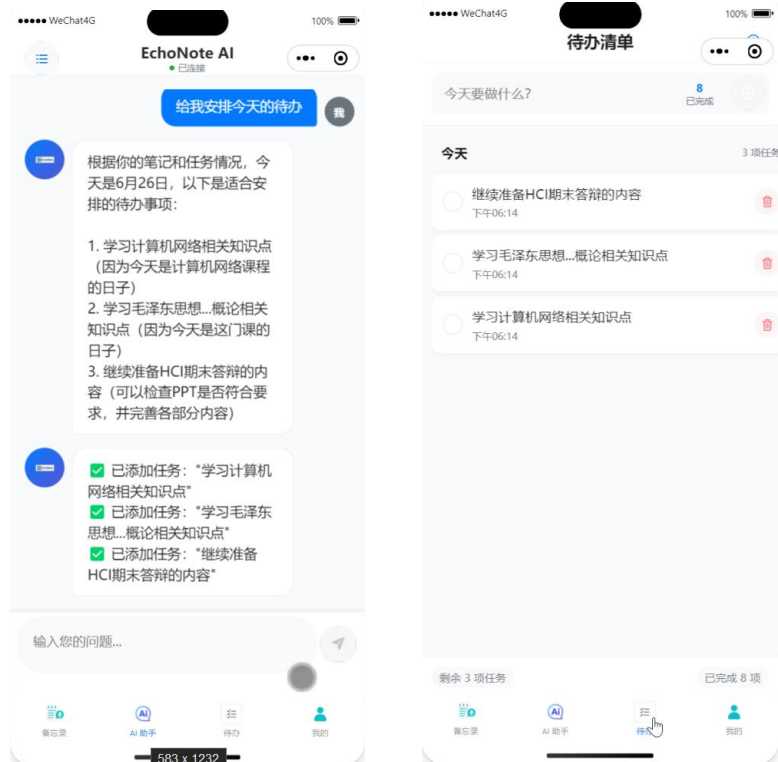 WeChat4G
100%
EchoNote AI
已连接
给我安排今天的待办
我
根据你的笔记和任务情况，今
天是6月26日，以下是适合安
排的待办事项：
1. 学习计算机网络相关知识点
（因为今天是计算机网络课程
的日子）
2. 学习毛泽东思想...概论相关
知识点（因为今天是这门课的
日子）
3. 继续准备HCI期末答辩的内
容（可以检查PPT是否符合要
求，并完善各部分内容）
已添加任务："学习计算机
网络相关知识点"
已添加任务："学习毛泽东
思想...概论相关知识点"
已添加任务："继续准备
HCI期末答辩的内容"
输入您的问题...
备忘录
Ai
AI 助手
待办
我的
583 x 1232
WeChat4G
100%
待办清单
今天要做什么?
8
已完成
今天
3 项任务
继续准备HCI期末答辩的内容
下午06:14
学习毛泽东思想...概论相关知识点
下午06:14
学习计算机网络相关知识点
下午06:14
剩余 3 项任务
已完成 8 项
备忘录
Ai
AI 助手
待办
我的